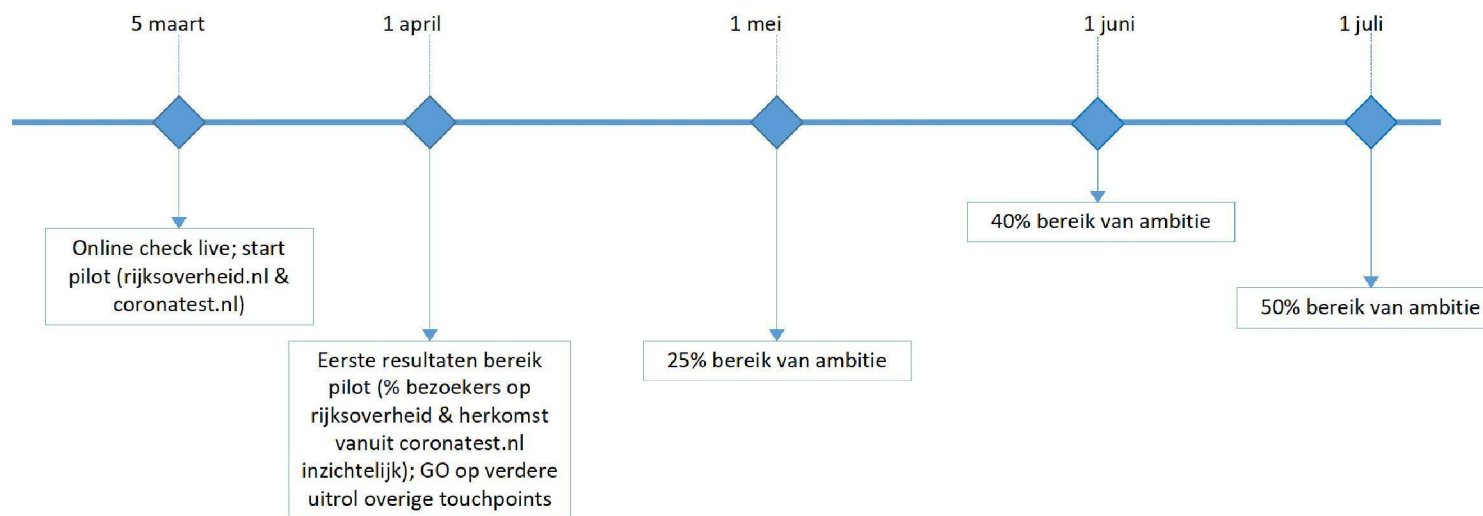 5 maart
1 april
1 mei
1 juni
1 juli
Online check live; start
pilot (rijksoverheid.nl &
coronatest.nl)
Eerste resultaten bereik
pilot (% bezoekers op
rijksoverheid & herkomst
vanuit coronatest.nl
inzichtelijk); GO op verdere
uitrol overige touchpoints
25% bereik van ambitie
40% bereik van ambitie
50% bereik van ambitie